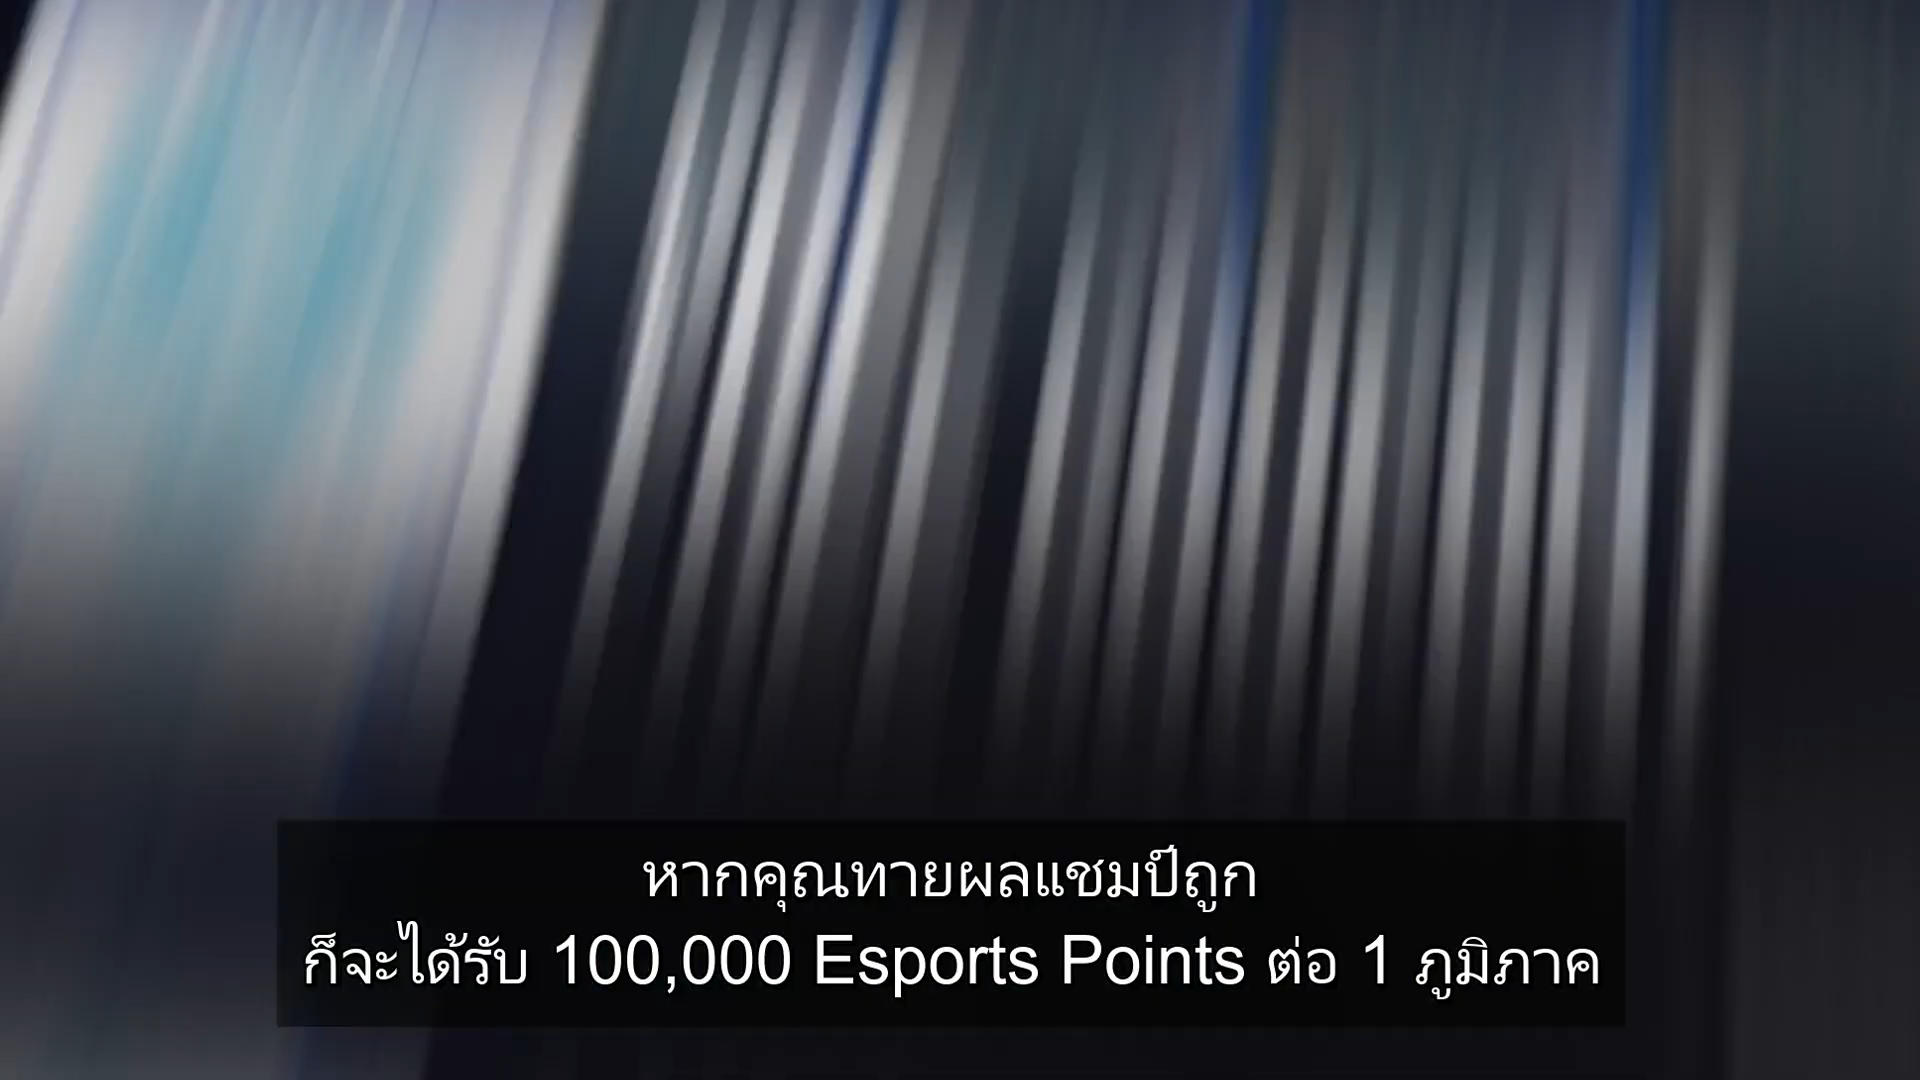 หากคุณทายผลแชมป์ถูก
ก็จะได้รับ 100,000 Esports Points ต่อ 1 ภูมิภาค